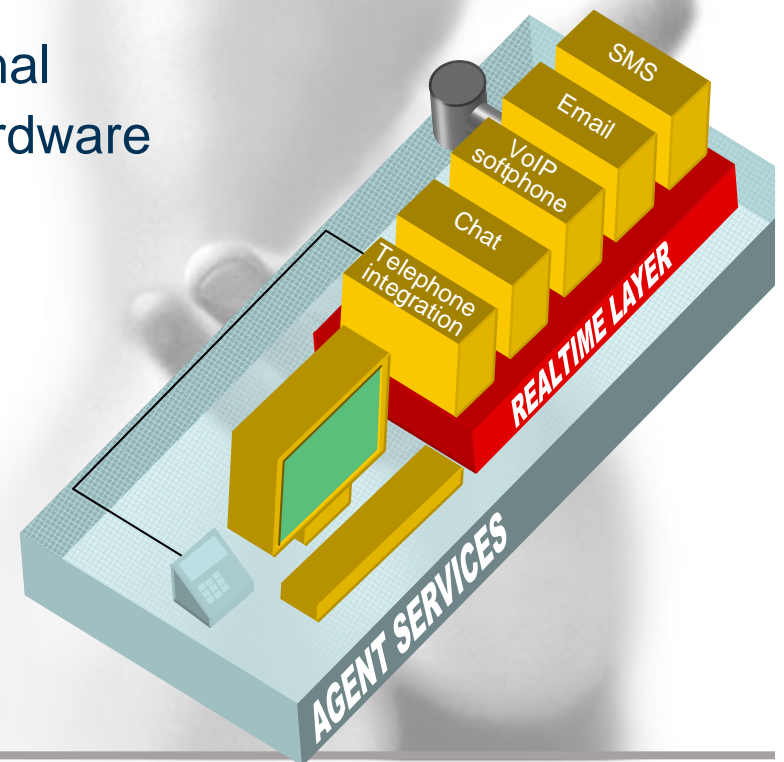 nal
rdware
SMS
Email
VoIP
softphone
Chat
Telephone
integration
REALTIME LAYER
AGENT SERVICES